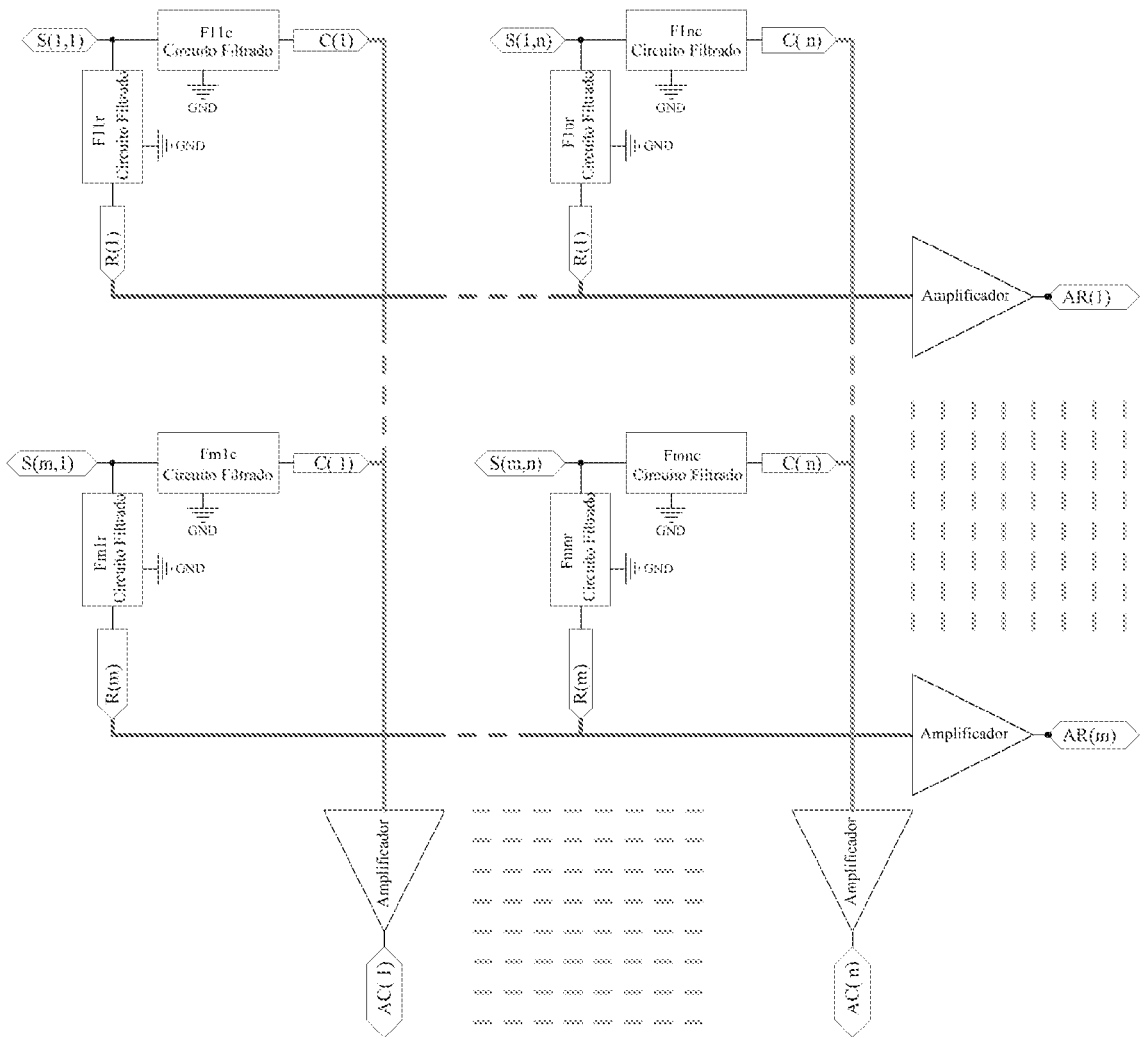 S(1,1)
F11c
Circuito Filtrado
C(1)
GND
F11r
Circuito Filtrado
GND
R(1)
S(1,n)
F1nc
Circuito Filtrado
C( n)
GND
F1nr
Circuito Filtrado
GND
R(1)
Amplificador
AR(1)
S(m,1)
Fm1c
Circuito Filtrado
C( 1)
GND
Fm1r
Circuito Filtrado
GND
R(m)
S(m,n)
Fmnc
Circuito Filtrado
C( n)
GND
Fmnr
Circuito Filtrado
GND
R(m)
Amplificador
AR(m)
Amplificador
AC( 1)
Amplificador
AC( n)